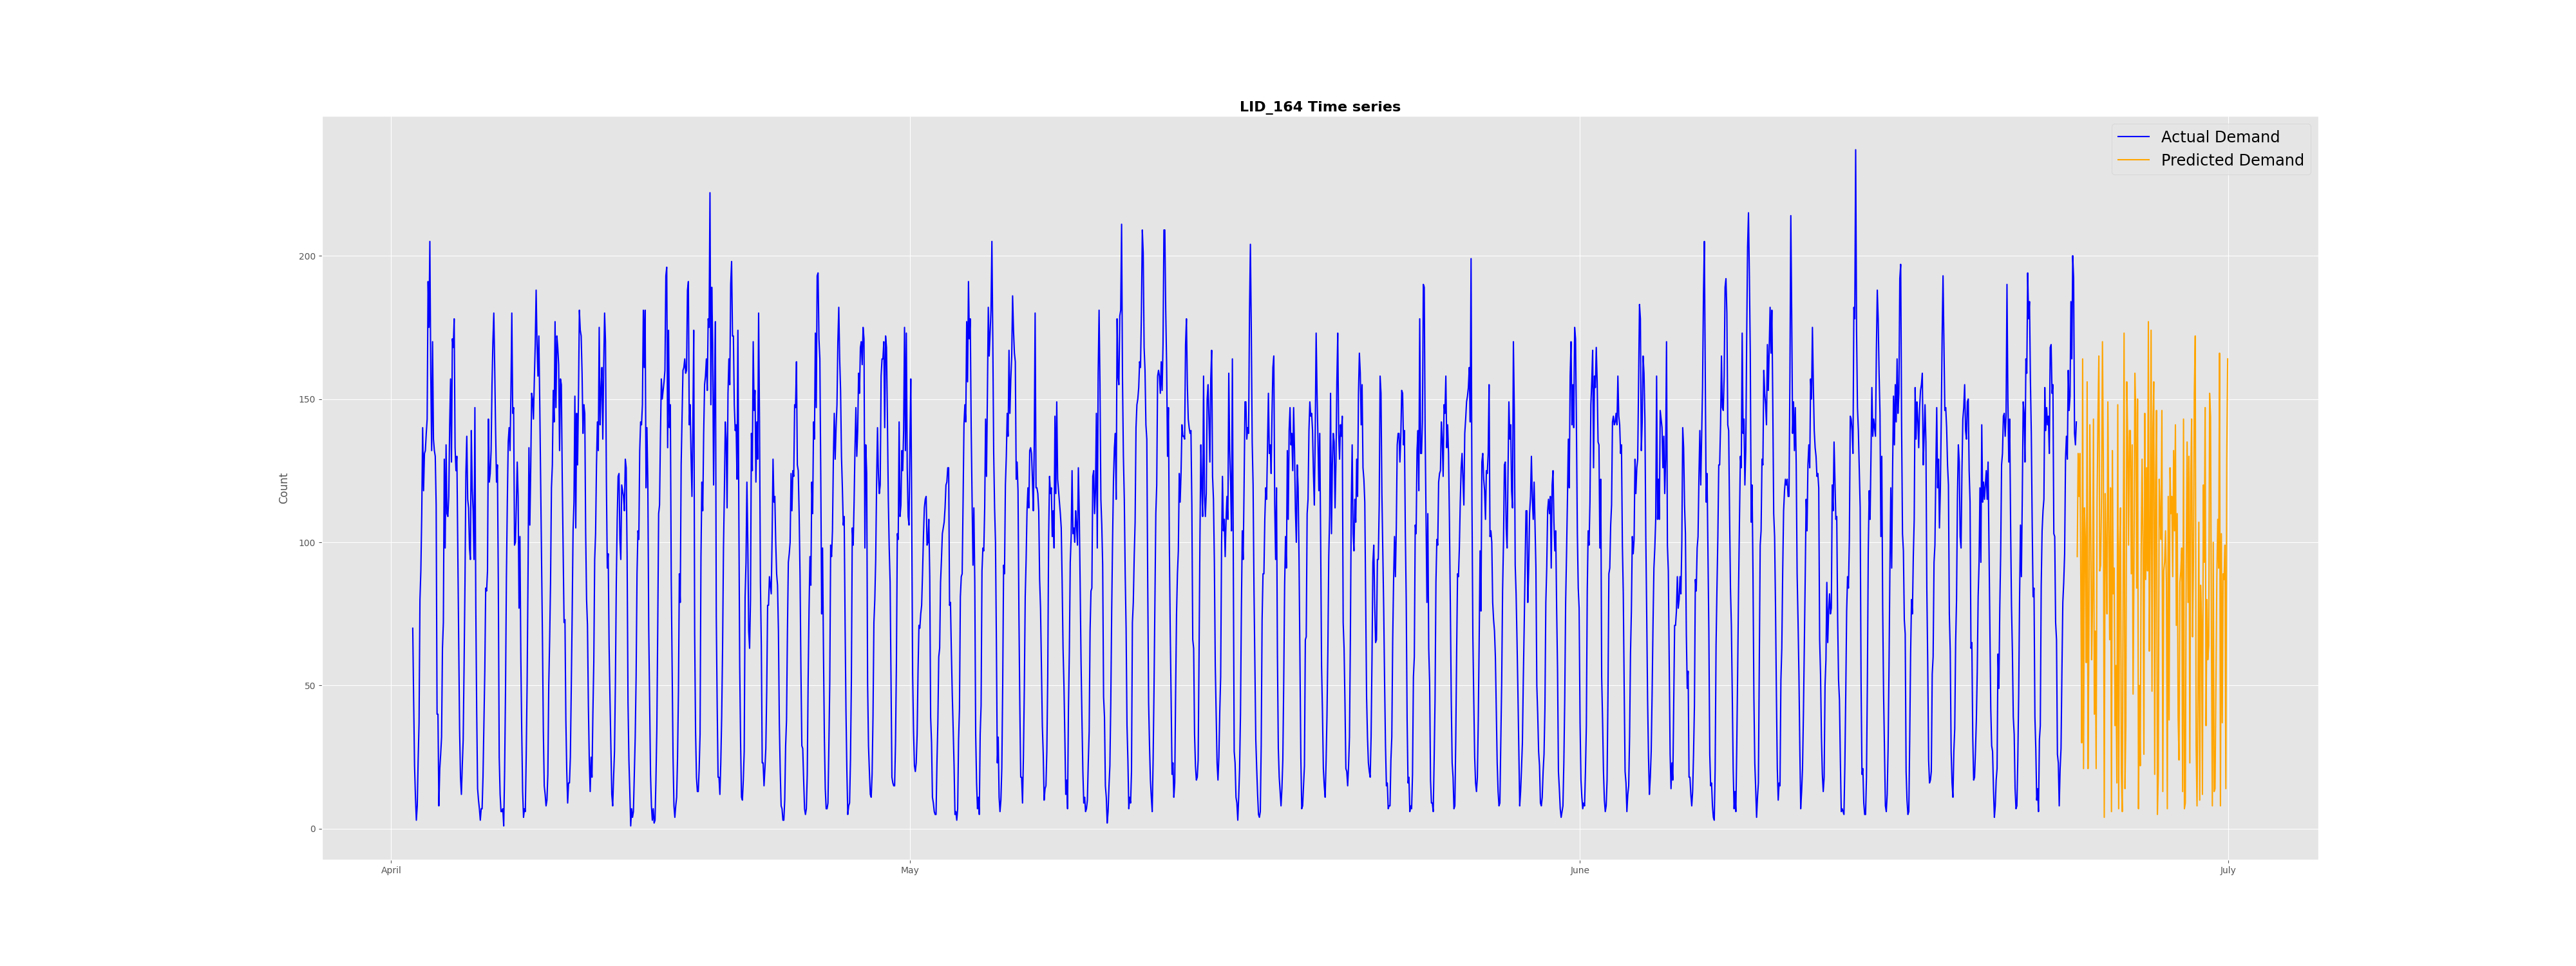 LID_164 Time series
Actual Demand
Predicted Demand
Count
200
150
100
50
0
April
May
June
July